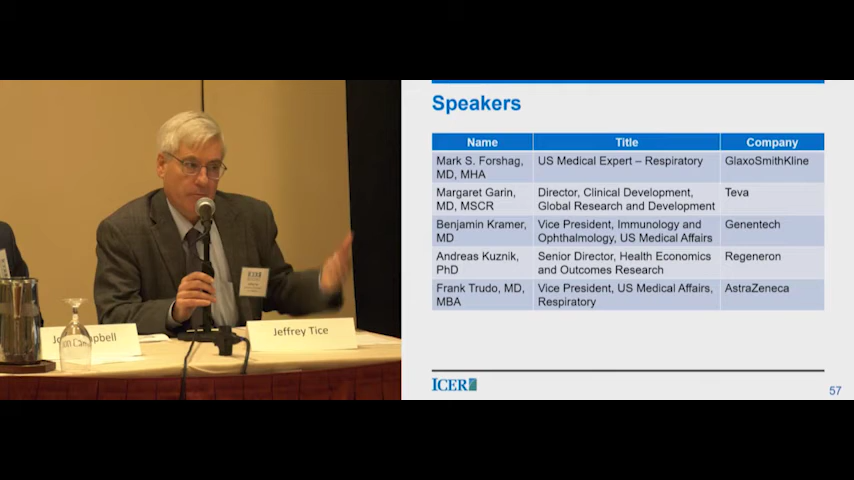 Speakers
Name Title Company
Mark S. Forshag, US Medical Expert – Respiratory GlaxoSmithKline
MD, MHA
Margaret Garin, Director, Clinical Development, Teva
MD, MSCR Global Research and Development
Benjamin Kramer, Vice President, Immunology and Genentech
MD Ophthalmology, US Medical Affairs
Andreas Kuznik, Senior Director, Health Economics Regeneron
PhD and Outcomes Research
Frank Trudo, MD, Vice President, US Medical Affairs, AstraZeneca
MBA Respiratory
ICER
57
Jeffrey Tice